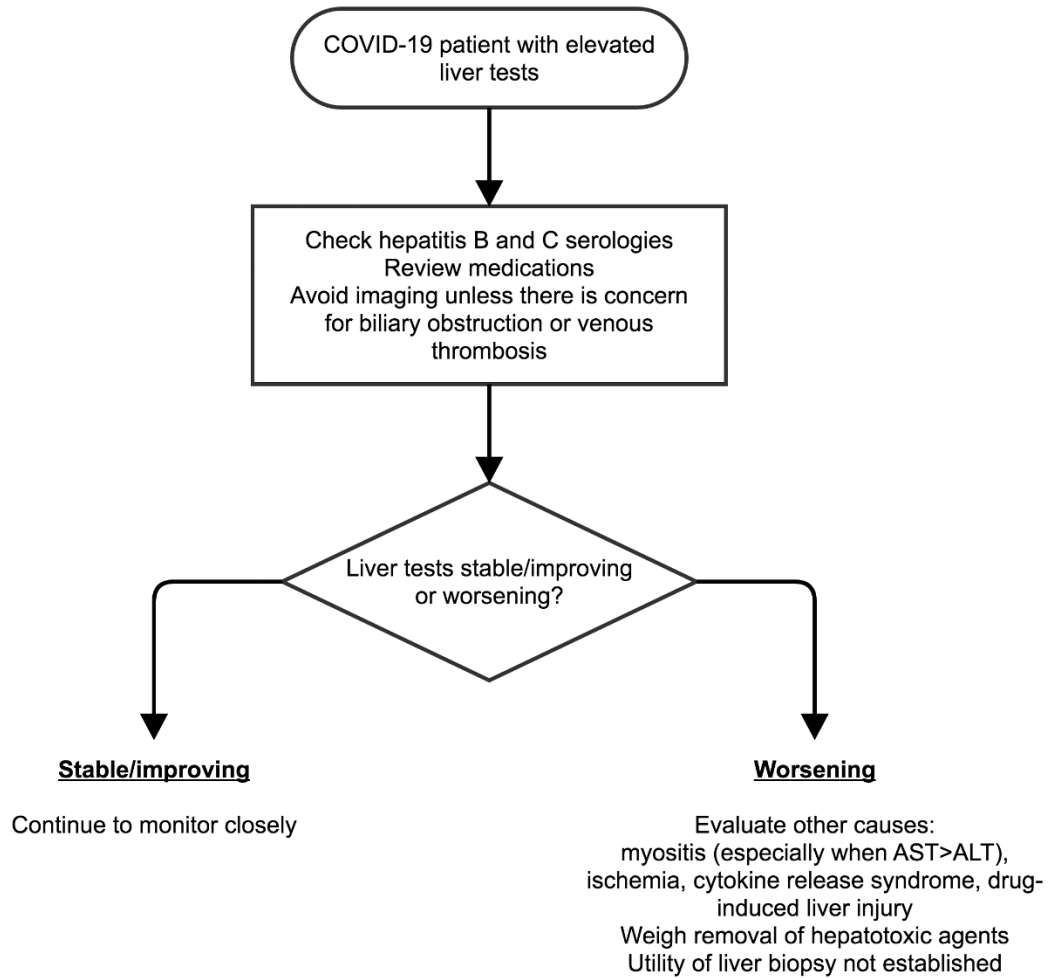 COVID-19 patient with elevated
liver tests
Check hepatitis B and C serologies
Review medications
Avoid imaging unless there is concern
for biliary obstruction or venous
thrombosis
Liver tests stable/improving
or worsening?
Stable/improving
Continue to monitor closely
Worsening
Evaluate other causes:
myositis (especially when AST>ALT),
ischemia, cytokine release syndrome, drug-
induced liver injury
Weigh removal of hepatotoxic agents
Utility of liver biopsy not established